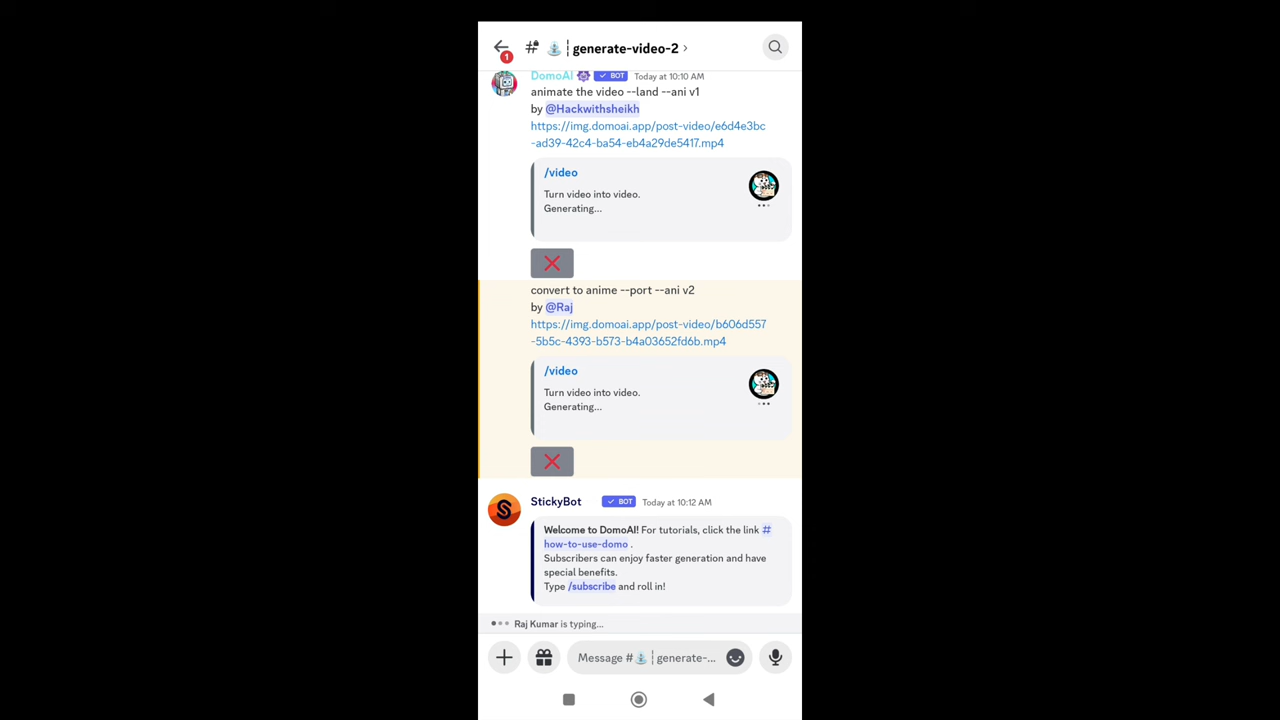 1
# generate-video-2 ›
DomoAI ✓ BOT Today at 10:10 AM
animate the video --land --ani v1
by @Hackwithsheikh
https://img.domoai.app/post-video/e6d4e3bc
-ad39-42c4-ba54-eb4a29de5417.mp4
/video
Turn video into video.
Generating...
convert to anime --port --ani v2
by @Raj
https://img.domoai.app/post-video/b606d557
-5b5c-4393-b573-b4a03652fd6b.mp4
/video
Turn video into video.
Generating...
StickyBot ✓ BOT Today at 10:12 AM
Welcome to DomoAI! For tutorials, click the link #
how-to-use-domo .
Subscribers can enjoy faster generation and have
special benefits.
Type /subscribe and roll in!
Raj Kumar is typing...
Message # ¦ generate-...